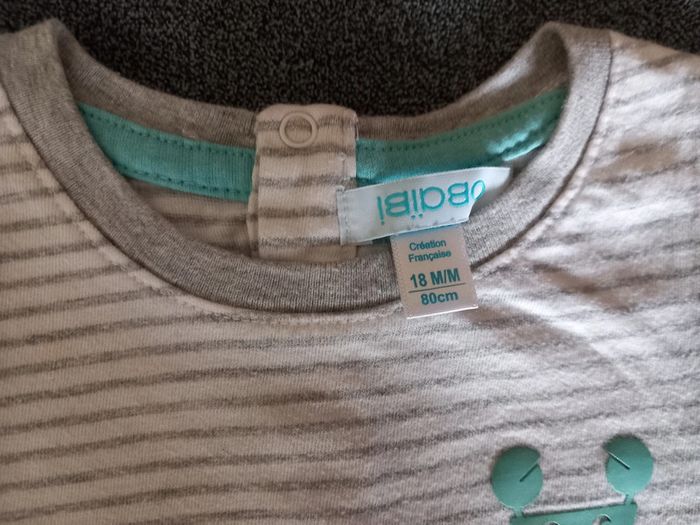 OBaïBi
Création
Française
18 M/M
80cm